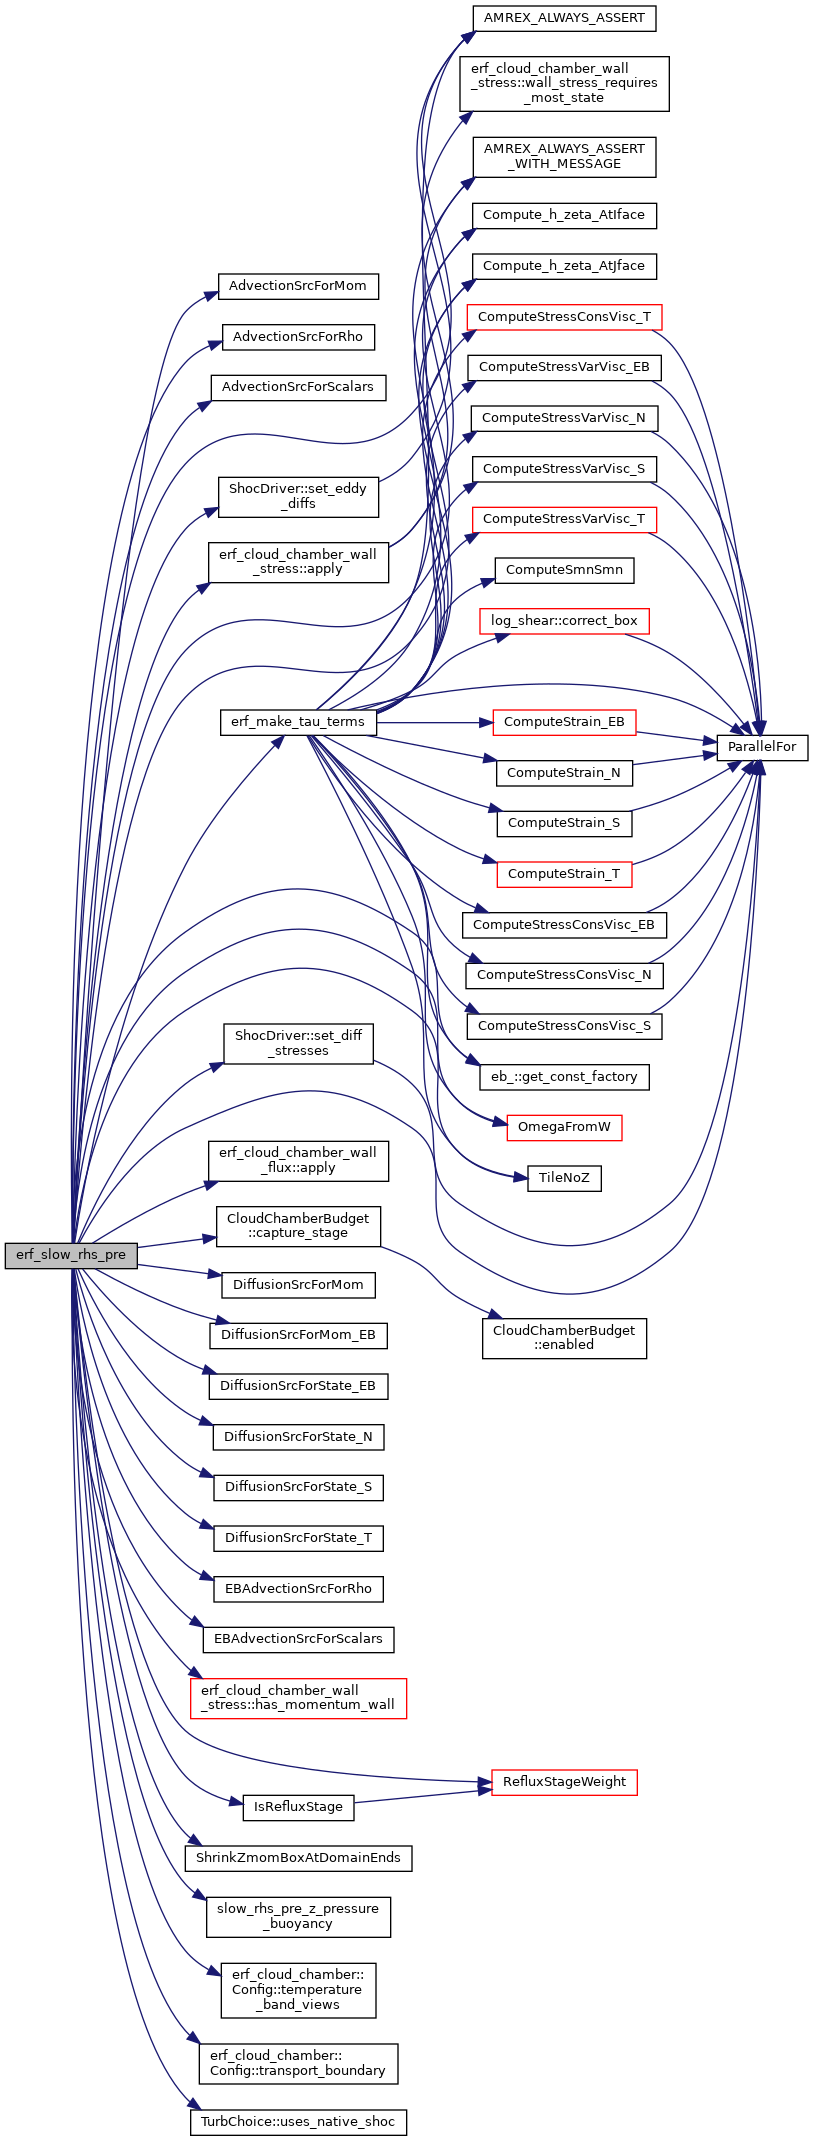 AMREX_ALWAYS_ASSERT
erf_cloud_chamber_wall
_stress::wall_stress_requires
_most_state
AMREX_ALWAYS_ASSERT
_WITH_MESSAGE
Compute_h_zeta_AtIface
Compute_h_zeta_AtJface
AdvectionSrcForMom
AdvectionSrcForRho
AdvectionSrcForScalars
ComputeStressConsVisc_T
ComputeStressVarVisc_EB
ComputeStressVarVisc_N
ComputeStressVarVisc_S
ComputeStressVarVisc_T
ShocDriver::set_eddy
_diffs
erf_cloud_chamber_wall
_stress::apply
ComputeSmnSmn
log_shear::correct_box
erf_make_tau_terms
ComputeStrain_EB
ParallelFor
ComputeStrain_N
ComputeStrain_S
ComputeStrain_T
ComputeStressConsVisc_EB
ComputeStressConsVisc_N
ComputeStressConsVisc_S
eb_::get_const_factory
OmegaFromW
TileNoZ
ShocDriver::set_diff
_stresses
erf_cloud_chamber_wall
_flux::apply
CloudChamberBudget
::capture_stage
erf_slow_rhs_pre
DiffusionSrcForMom
CloudChamberBudget
::enabled
DiffusionSrcForMom_EB
DiffusionSrcForState_EB
DiffusionSrcForState_N
DiffusionSrcForState_S
DiffusionSrcForState_T
EBAdvectionSrcForRho
EBAdvectionSrcForScalars
erf_cloud_chamber_wall
_stress::has_momentum_wall
RefluxStageWeight
IsRefluxStage
ShrinkZmomBoxAtDomainEnds
slow_rhs_pre_z_pressure
_buoyancy
erf_cloud_chamber::
Config::temperature
_band_views
erf_cloud_chamber::
Config::transport_boundary
TurbChoice::uses_native_shoc